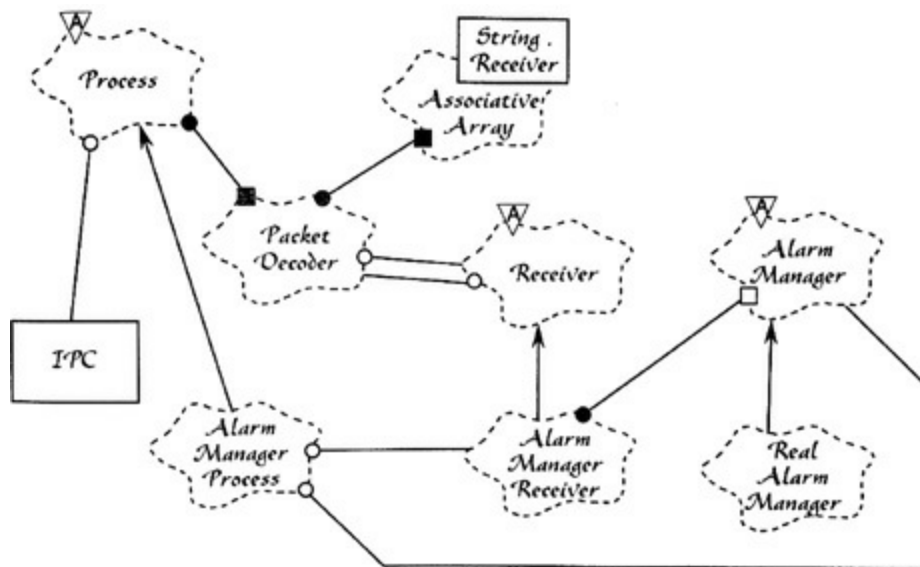 A
Process
String .
Receiver
Associative
Array
Packet
Decoder
A
Receiver
A
Alarm
Manager
IPC
Alarm
Manager
Process
Alarm
Manager
Receiver
Real
Alarm
Manager